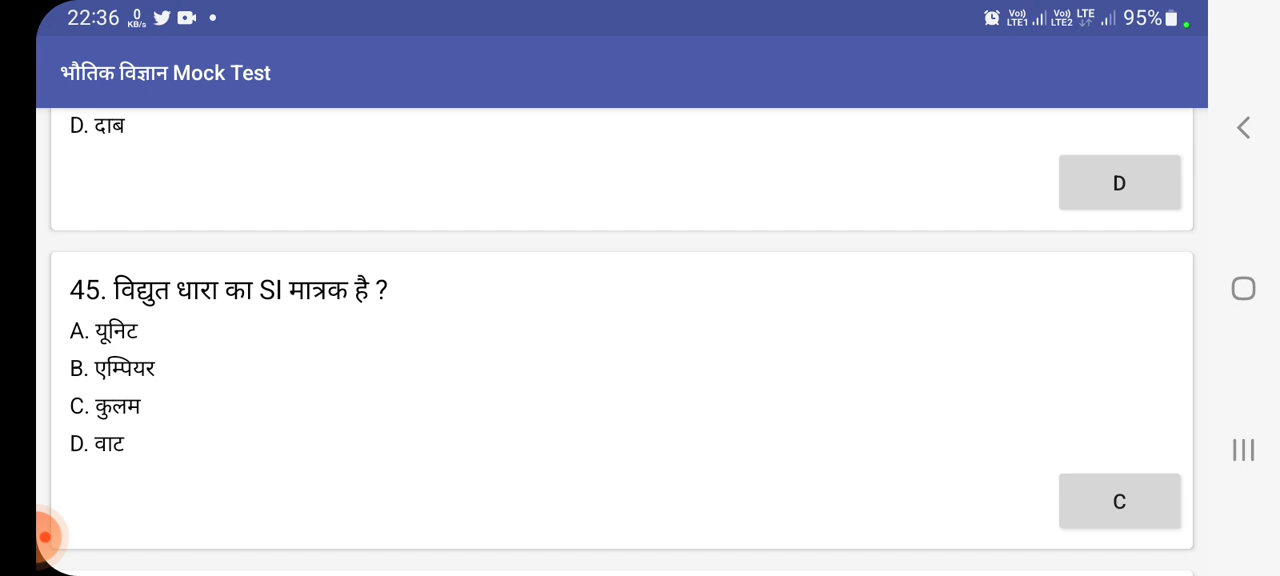 22:36 0 KB/s Vo)) LTE1 Vo)) LTE2 LTE 95%
भौतिक विज्ञान Mock Test
D. दाब
D
45. विद्युत धारा का SI मात्रक है ?
A. यूनिट
B. एम्पियर
C. कुलम
D. वाट
C